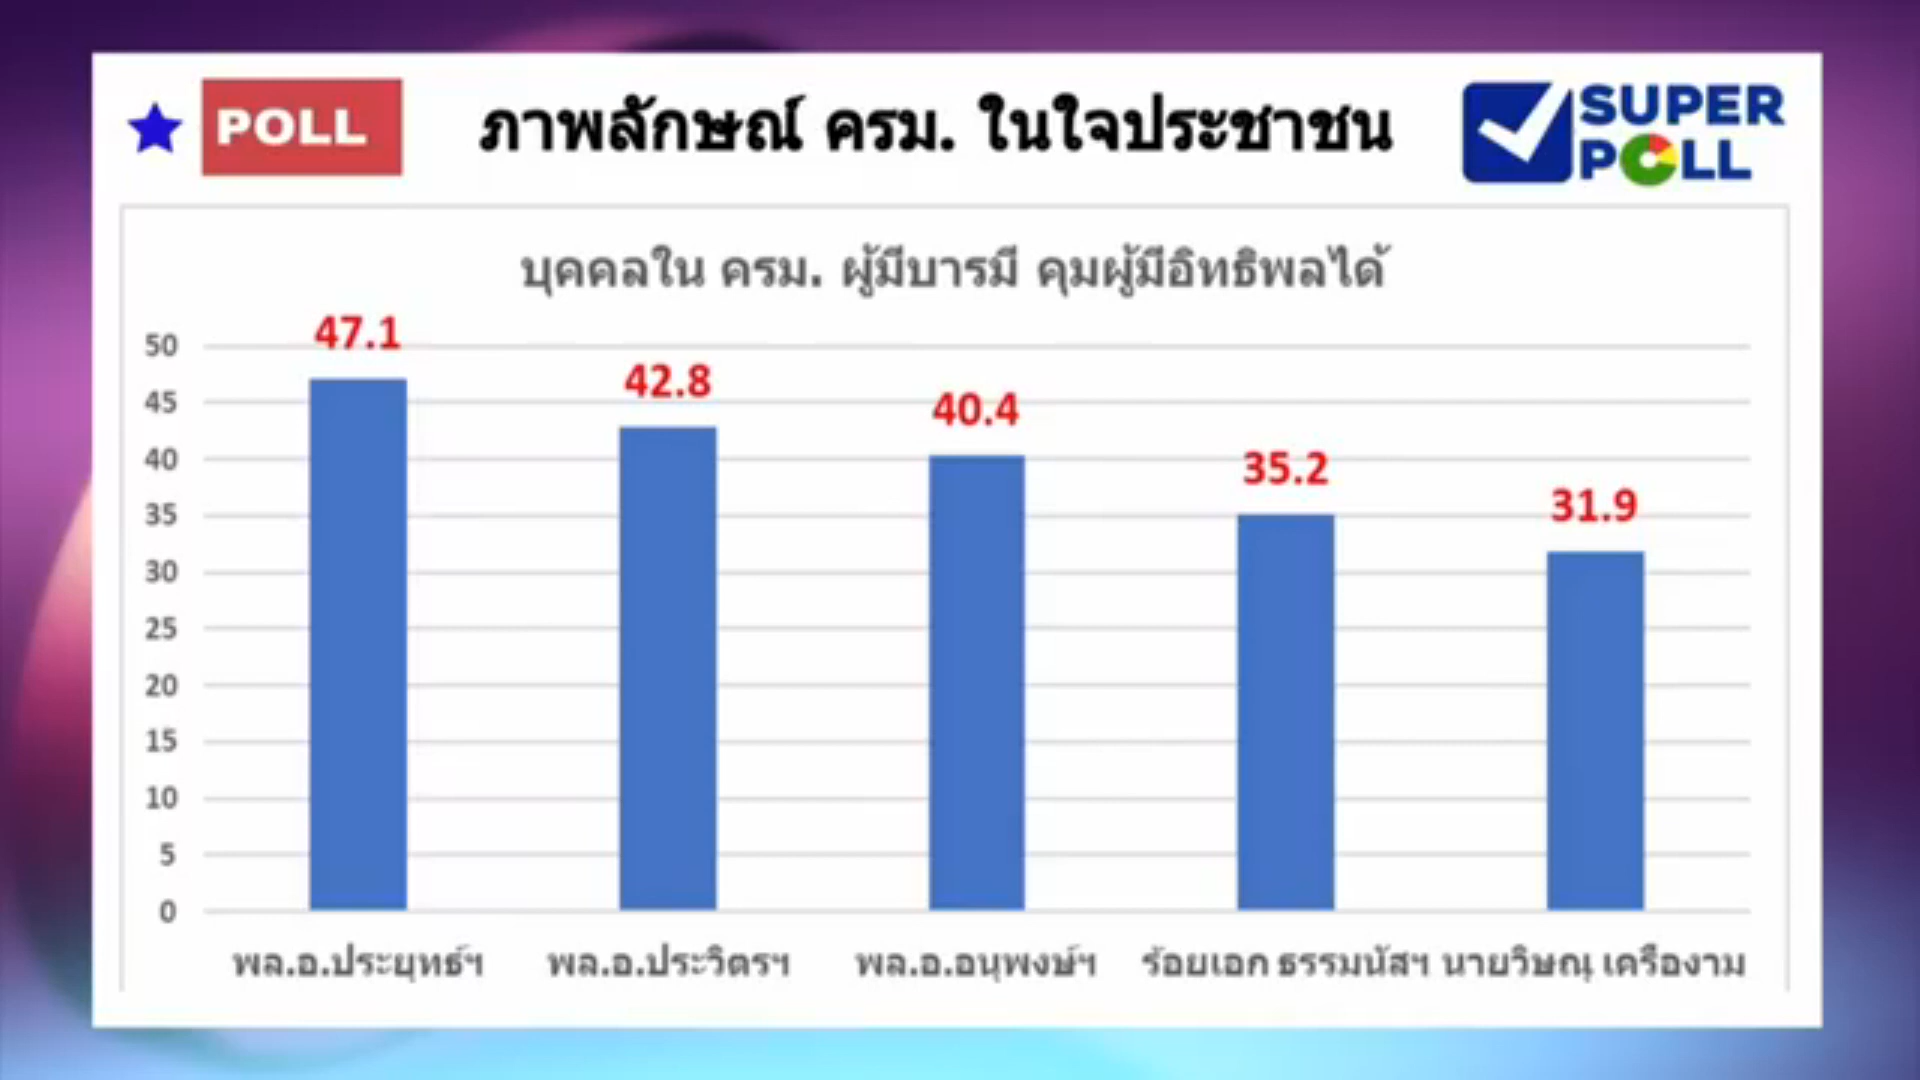 POLL
ภาพลักษณ์ ครม. ในใจประชาชน
SUPER
POLL
บุคคลใน ครม. ผู้มีบารมี คุมผู้มีอิทธิพลได้
50
45
40
35
30
25
20
15
10
5
0
47.1
42.8
40.4
35.2
31.9
พล.อ.ประยุทธ์ฯ
พล.อ.ประวิตรฯ
พล.อ.อนุพงษ์ฯ
ร้อยเอก ธรรมนัสฯ
นายวิษณุ เครืองาม